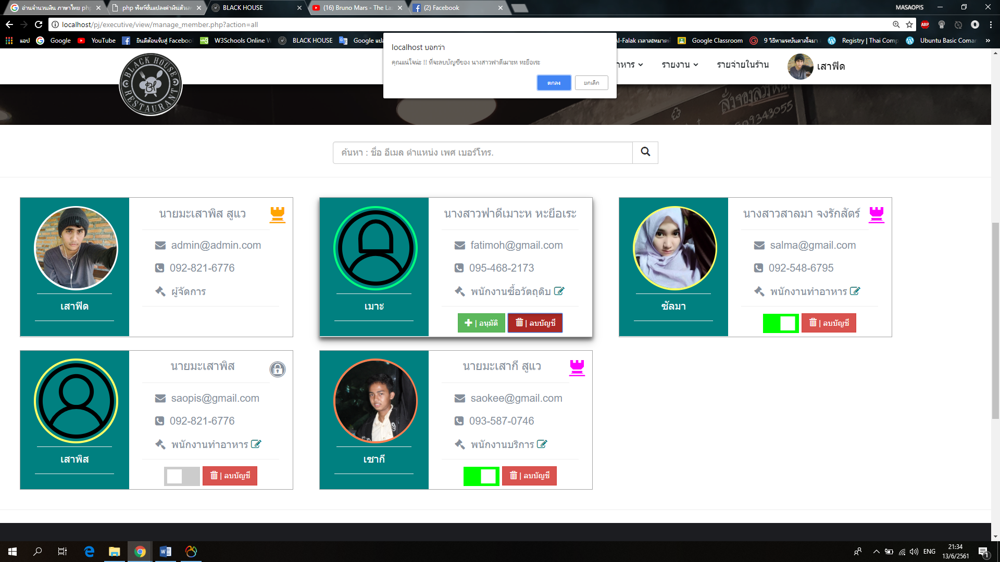 อ่านจำนวนเงิน ภาษาไทย php
php ฟังก์ชั่นแปลงค่าเงินตัวเล
BLACK HOUSE
(16) Bruno Mars - The La
(2) Facebook
MASAOPIS
localhost/pj/executive/view/manage_member.php?action=all
แอป
Google
YouTube
ยินดีต้อนรับสู่ Faceboo
W3Schools Online W
BLACK HOUSE
Google แปล
Al-Falak เวลาละหมาด
Google Classroom
9 วิธีหาแรงบันดาลใจมา
Registry | Thai Comp
Ubuntu Basic Coman
localhost บอกว่า
คุณแน่ใจน่ะ !! ที่จะลบบัญชีของ นางสาวฟาตีเมาะห หะยีอเระ
ตกลง
ยกเลิก
BLACK HOUSE
BH
RESTAURANT
าหาร
รายงาน
รายจ่ายในร้าน
เสาฟิด
ค้นหา : ชื่อ อีเมล ตำแหน่ง เพศ เบอร์โทร.
นายมะเสาพิส สูแว
admin@admin.com
092-821-6776
ผู้จัดการ
เสาฟิด
นางสาวฟาตีเมาะห หะยีอเระ
fatimoh@gmail.com
095-468-2173
พนักงานซื้อวัตถุดิบ
เมาะ
| อนุมัติ
| ลบบัญชี
นางสาวสาลมา จงรักสัตร์
salma@gmail.com
092-548-6795
พนักงานทำอาหาร
ซัลมา
| ลบบัญชี
นายมะเสาพิส
saopis@gmail.com
092-821-6776
พนักงานทำอาหาร
เสาพิส
| ลบบัญชี
นายมะเสากี สูแว
saokee@gmail.com
093-587-0746
พนักงานบริการ
เซากี
| ลบบัญชี
ENG
21:34
13/6/2561
1